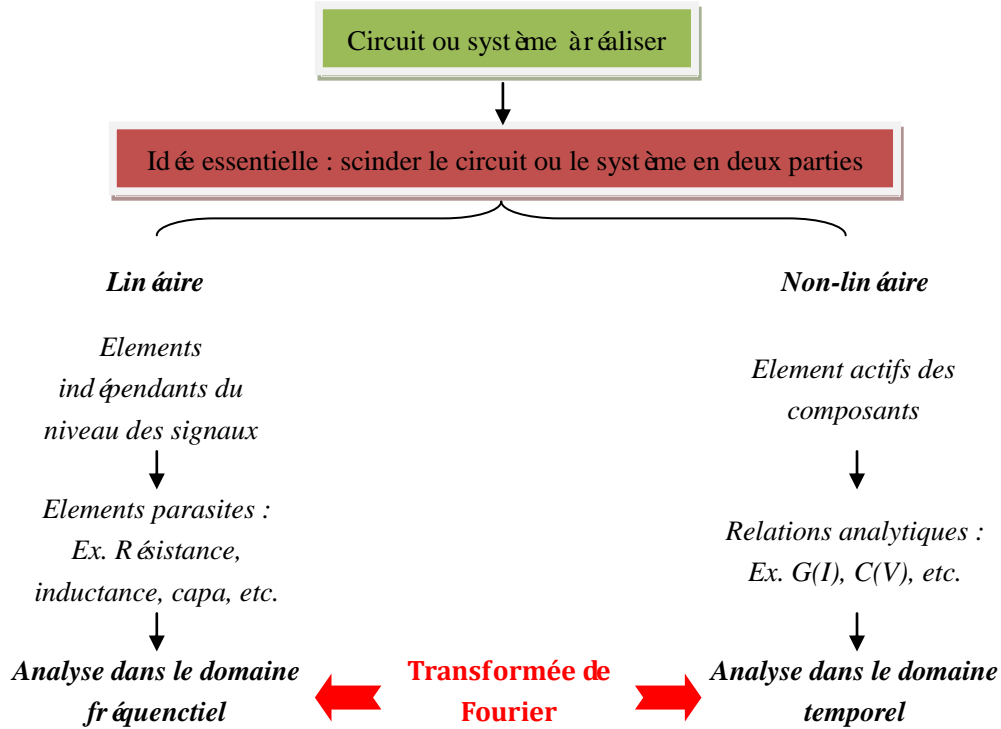 Circuit ou système à réaliser
Idée essentielle : scinder le circuit ou le système en deux parties
Linéaire
Elements
indépendants du
niveau des signaux
Elements parasites :
Ex. Résistance,
inductance, capa, etc.
Analyse dans le domaine
fréquenctiel
Transformée de
Fourier
Non-linéaire
Element actifs des
composants
Relations analytiques :
Ex. G(I), C(V), etc.
Analyse dans le domaine
temporel